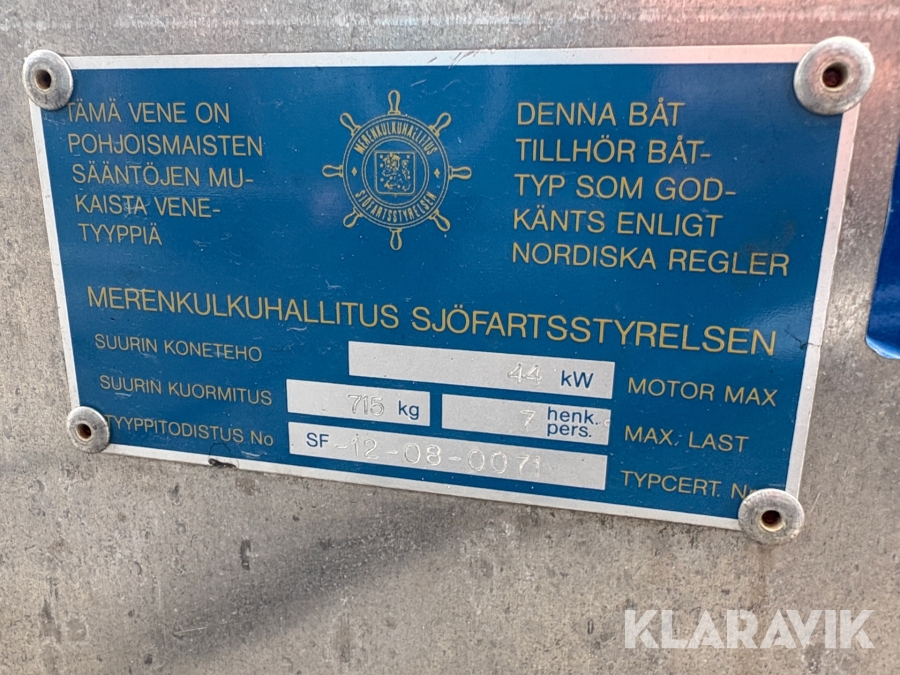 TÄMÄ VENE ON
POHJOISMAISTEN
SÄÄNTÖJEN MU-
KAISTA VENE-
TYYPPIÄ
MERENKULKUHALLITUS
SJÖFARTSSTYRELSEN
DENNA BÅT
TILLHÖR BÅT-
TYP SOM GOD-
KÄNTS ENLIGT
NORDISKA REGLER
MERENKULKUHALLITUS SJÖFARTSSTYRELSEN
SUURIN KONETEHO 44 kW MOTOR MAX
SUURIN KUORMITUS 715 kg 7 henk. pers. MAX. LAST
TYYPPITODISTUS No SF -12-08-0071 TYPCERT. N
KLARAVIK